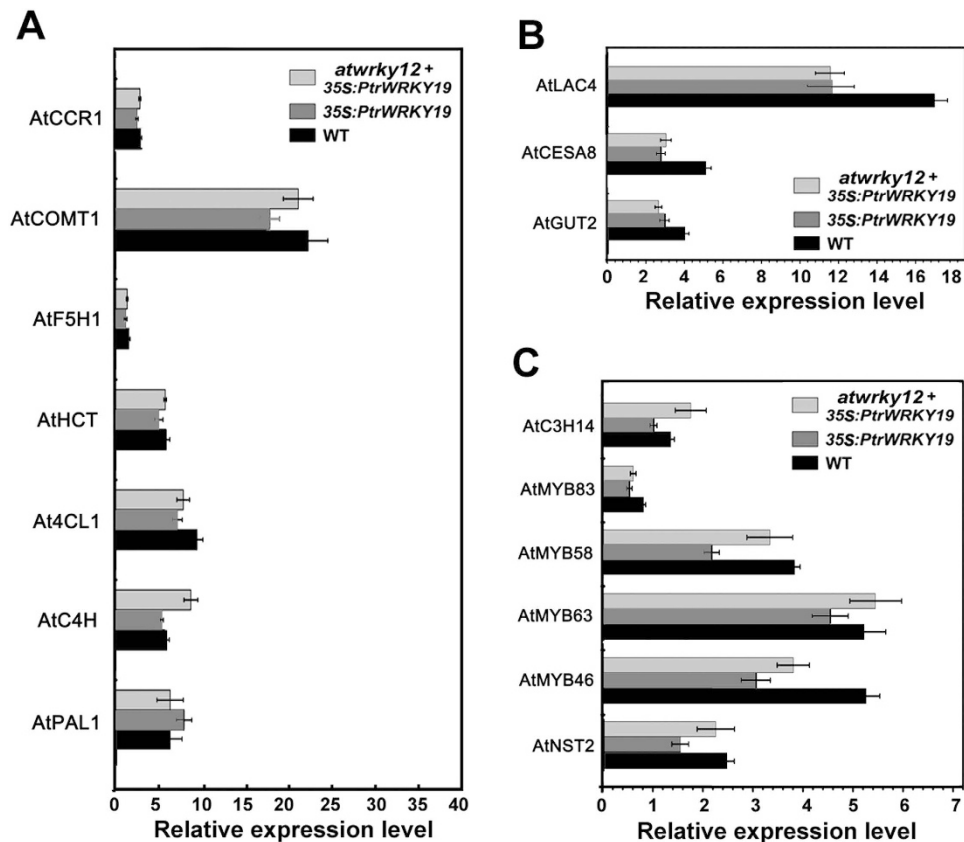 A
atwrky12 +
35S:PtrWRKY19
35S:PtrWRKY19
WT
AtCCR1
AtCOMT1
AtF5H1
AtHCT
At4CL1
AtC4H
AtPAL1
0 5 10 15 20 25 30 35 40
Relative expression level
B
AtLAC4
AtCESA8
AtGUT2
atwrky12 +
35S:PtrWRKY19
35S:PtrWRKY19
WT
0 2 4 6 8 10 12 14 16 18
Relative expression level
C
atwrky12 +
35S:PtrWRKY19
35S:PtrWRKY19
WT
AtC3H14
AtMYB83
AtMYB58
AtMYB63
AtMYB46
AtNST2
0 1 2 3 4 5 6 7
Relative expression level